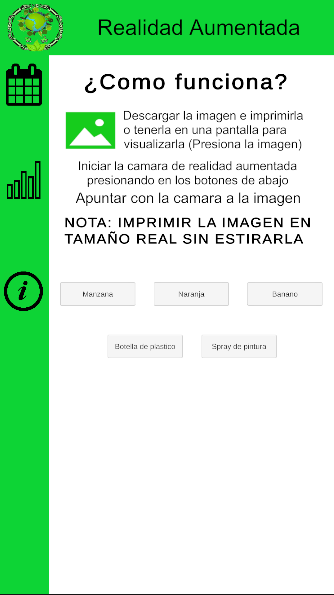 Realidad Aumentada
¿Como funciona?
Descargar la imagen e imprimirla
o tenerla en una pantalla para
visualizarla (Presiona la imagen)
Iniciar la camara de realidad aumentada
presionando en los botones de abajo
Apuntar con la camara a la imagen
NOTA: IMPRIMIR LA IMAGEN EN
TAMAÑO REAL SIN ESTIRARLA
Manzana
Naranja
Banano
Botella de plastico
Spray de pintura